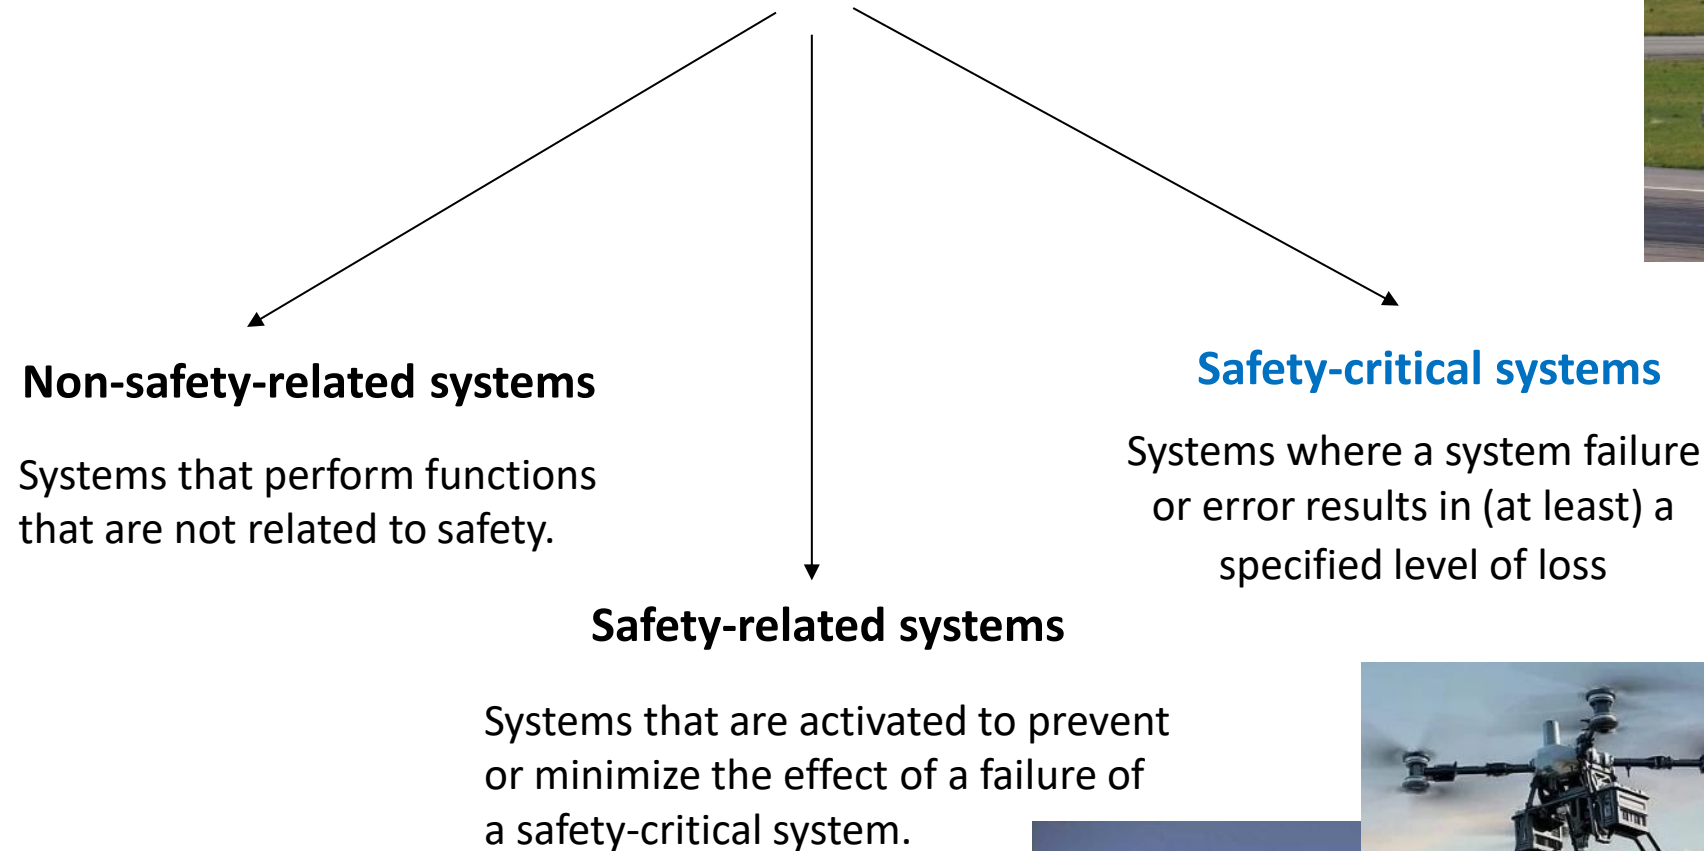 Non-safety-related systems
Systems that perform functions
that are not related to safety.
Safety-related systems
Systems that are activated to prevent
or minimize the effect of a failure of
a safety-critical system.
Safety-critical systems
Systems where a system failure
or error results in (at least) a
specified level of loss